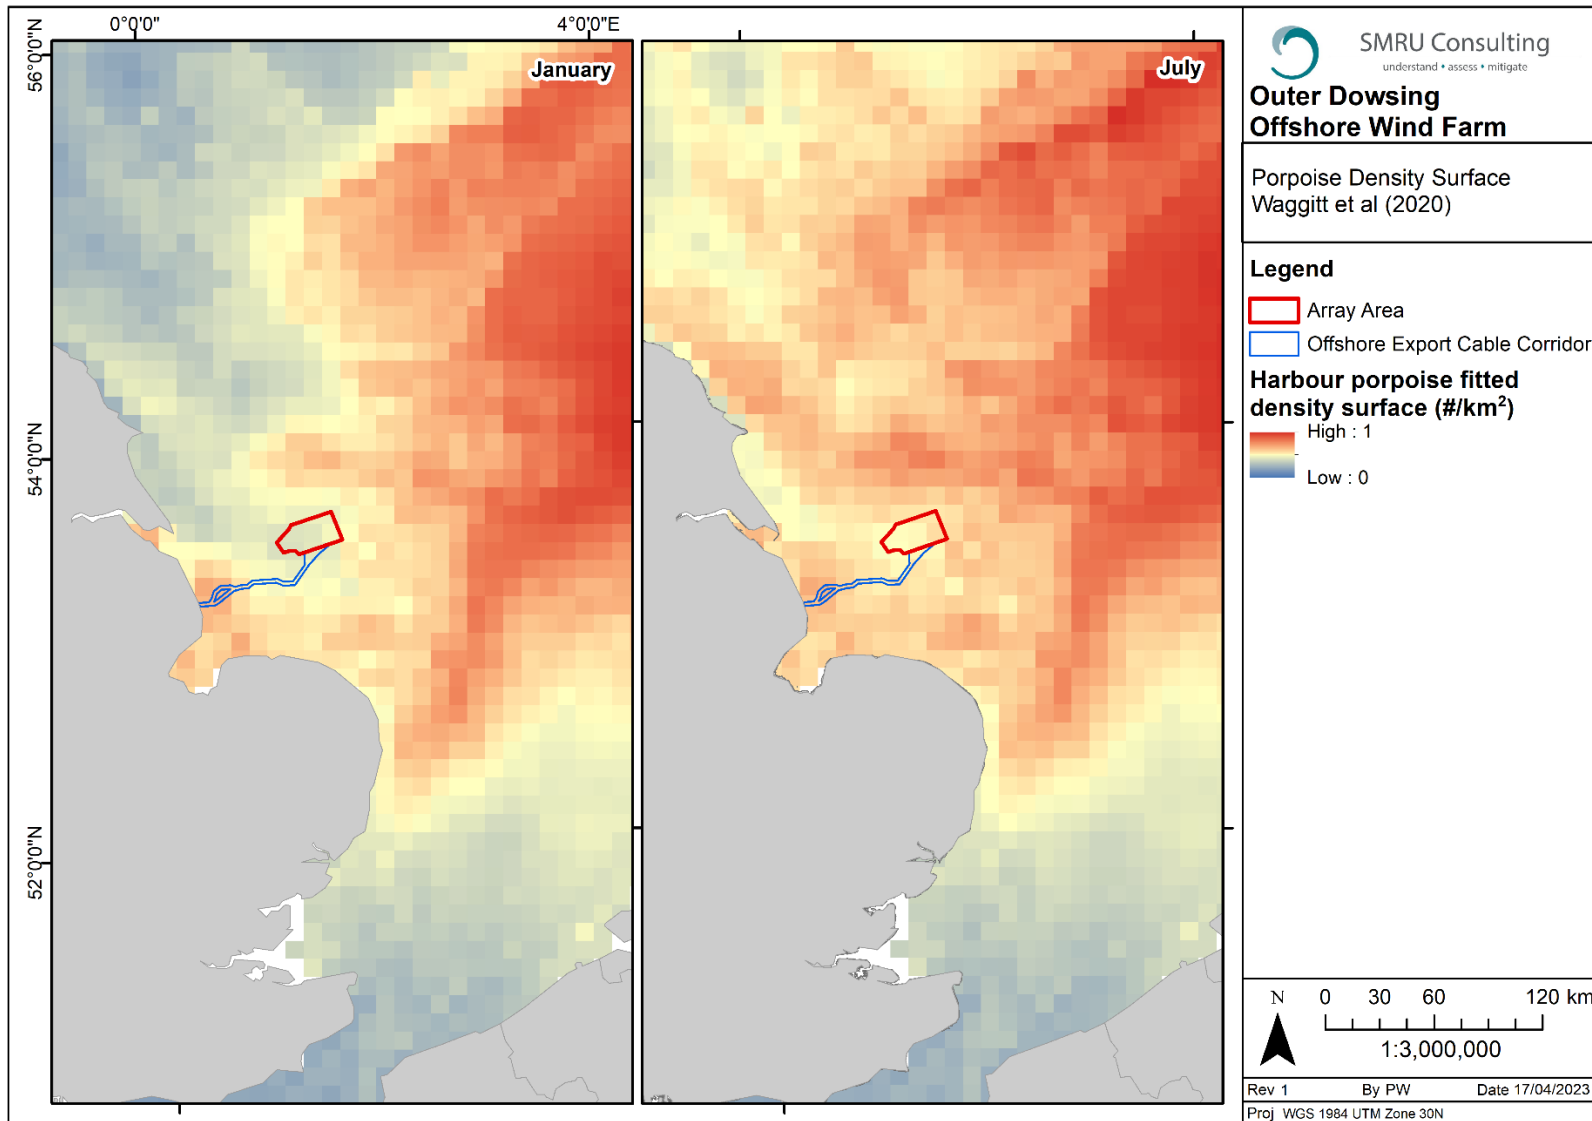 0°0'0"
4°0'0"E
56°0'0"N
54°0'0"N
52°0'0"N
January
July
SMRU Consulting
understand • assess • mitigate
Outer Dowsing
Offshore Wind Farm
Porpoise Density Surface
Waggitt et al (2020)
Legend
Array Area
Offshore Export Cable Corridor
Harbour porpoise fitted
density surface (#/km²)
High : 1
Low : 0
N
0 30 60 120 km
1:3,000,000
Rev 1 By PW Date 17/04/2023
Proj WGS 1984 UTM Zone 30N